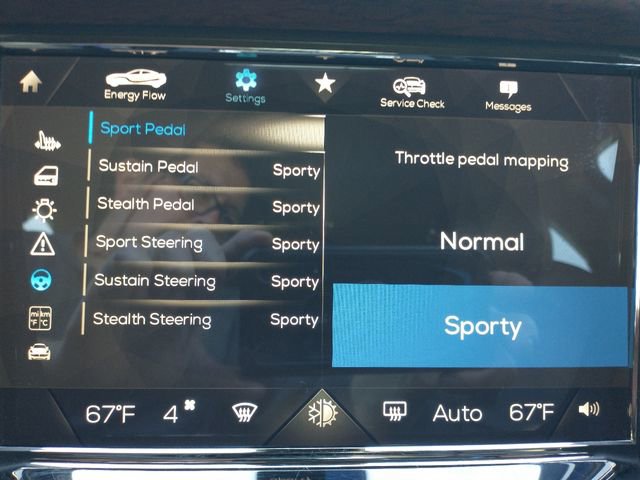 Energy Flow
Settings
Service Check
Messages
Sport Pedal
Sustain Pedal Sporty
Stealth Pedal Sporty
Sport Steering Sporty
Sustain Steering Sporty
Stealth Steering Sporty
Throttle pedal mapping
Normal
Sporty
mi km
°F °C
67°F 4 Auto 67°F